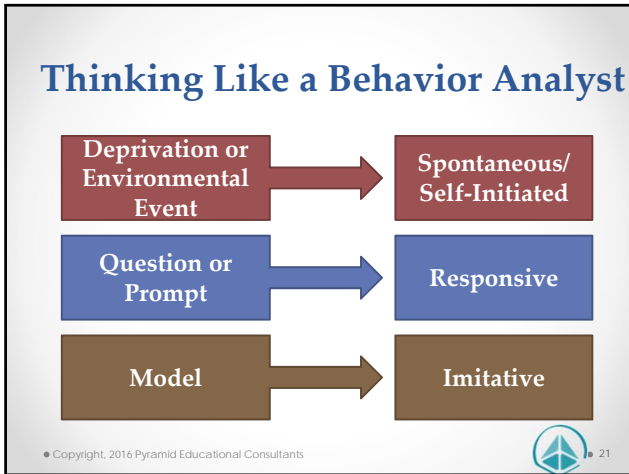 Thinking Like a Behavior Analyst
Deprivation or
Environmental
Event
Spontaneous/
Self-Initiated
Question or
Prompt
Responsive
Model
Imitative
• Copyright, 2016 Pyramid Educational Consultants
• 21